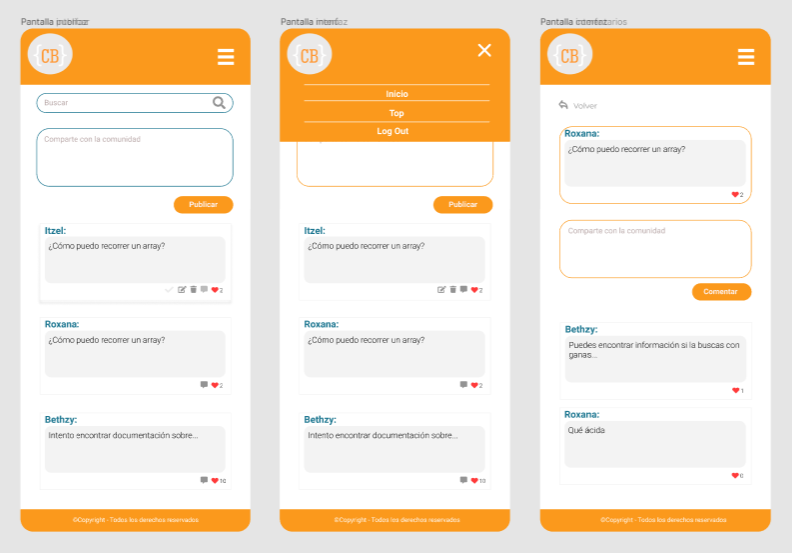 Pantalla
{CB}
Buscar
Comparte con la comunidad
Publicar
Itzel:
¿Cómo puedo recorrer un array?
2
Roxana:
¿Cómo puedo recorrer un array?
2
Bethzy:
Intento encontrar documentación sobre...
16
©Copyright - Todos los derechos reservados
Pantalla
{CB}
Inicio
Top
Log Out
Publicar
Itzel:
¿Cómo puedo recorrer un array?
2
Roxana:
¿Cómo puedo recorrer un array?
2
Bethzy:
Intento encontrar documentación sobre...
©Copyright - Todos los derechos reservados
Pantalla
{CB}
Volver
Roxana:
¿Cómo puedo recorrer un array?
2
Comparte con la comunidad
Comentar
Bethzy:
Puedes encontrar información si la buscas con
ganas...
1
Roxana:
Qué ácida
0
©Copyright - Todos los derechos reservados